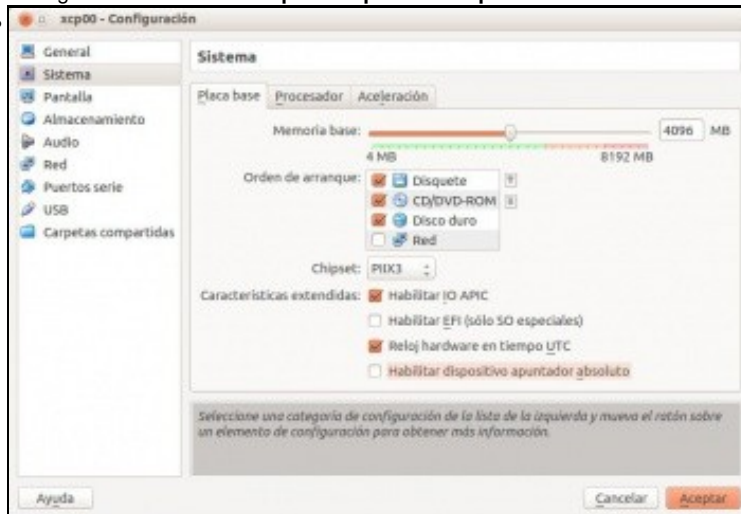 xcp00 - Configuración
General
Sistema
Pantalla
Almacenamiento
Audio
Red
Puertos serie
USB
Carpetas compartidas
Sistema
Placa base Procesador Aceleración
Memoria base: 4096 MB
4 MB 8192 MB
Orden de arranque: Disquete
CD/DVD-ROM
Disco duro
Red
Chipset: PIIX3
Características extendidas: Habilitar IO APIC
Habilitar EFI (sólo SO especiales)
Reloj hardware en tiempo UTC
Habilitar dispositivo apuntador absoluto
Seleccione una categoría de configuración de la lista de la izquierda y mueva el ratón sobre
un elemento de configuración para obtener más información.
Ayuda Cancelar Aceptar